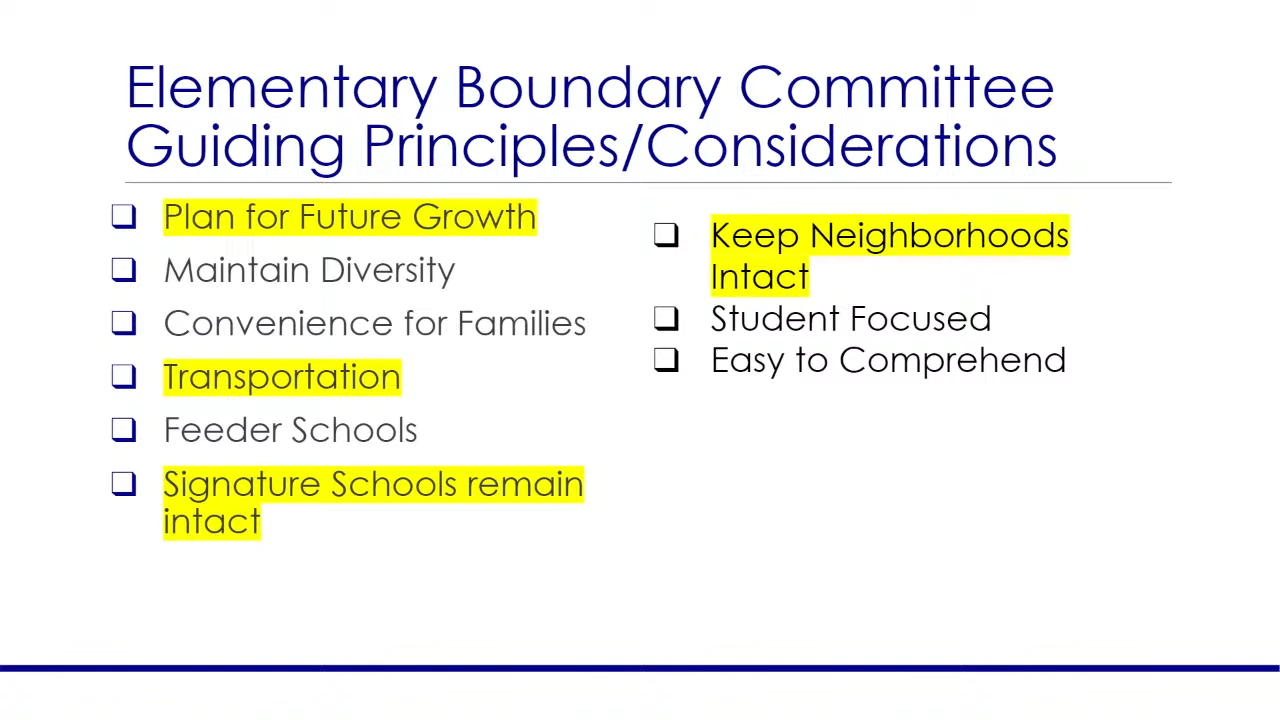 Elementary Boundary Committee
Guiding Principles/Considerations
Plan for Future Growth
Maintain Diversity
Convenience for Families
Transportation
Feeder Schools
Signature Schools remain
intact
Keep Neighborhoods
Intact
Student Focused
Easy to Comprehend